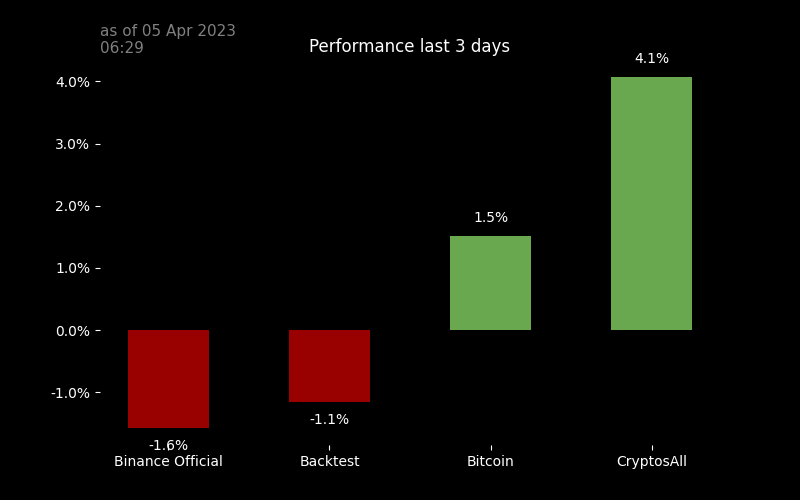 as of 05 Apr 2023
06:29
Performance last 3 days
4.1%
4.0%
3.0%
2.0%
1.5%
1.0%
0.0%
-1.0%
-1.1%
-1.6%
Binance Official
Backtest
Bitcoin
CryptosAll